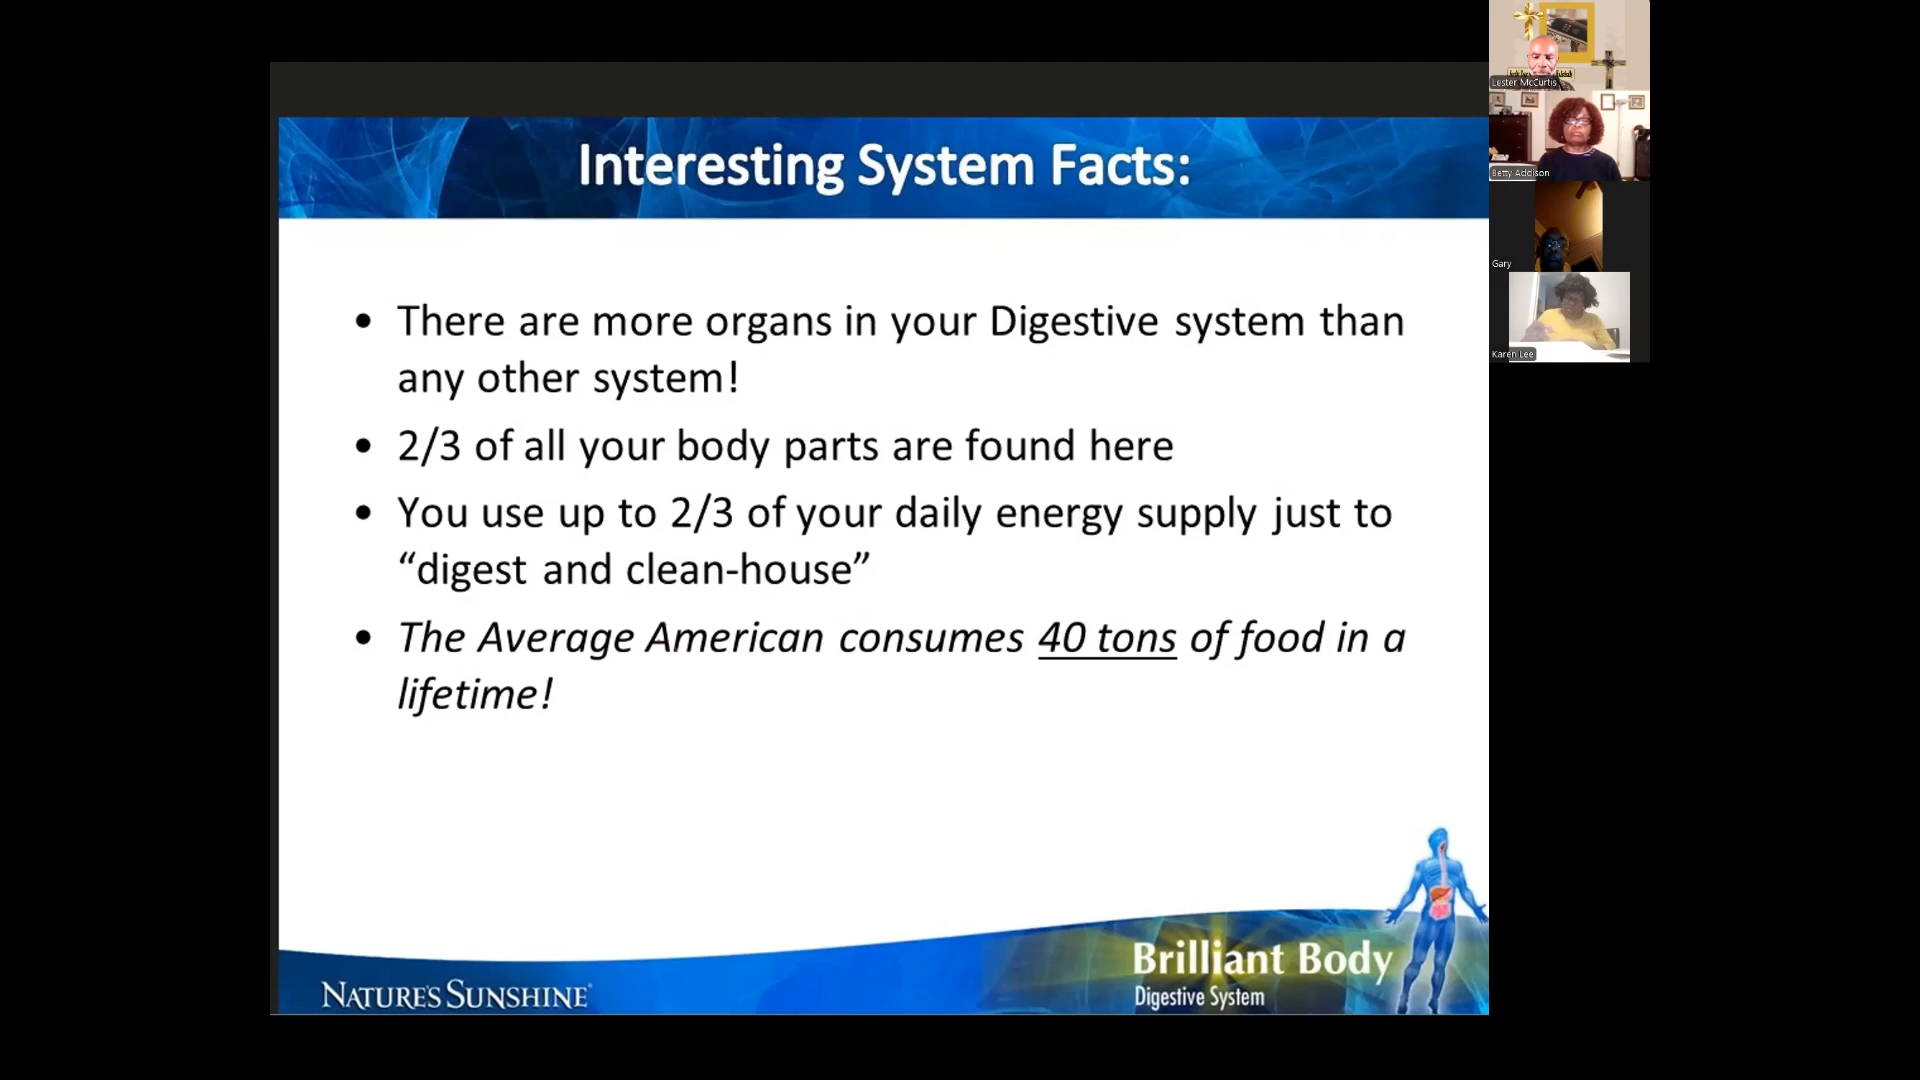 Interesting System Facts:
• There are more organs in your Digestive system than
any other system!
• 2/3 of all your body parts are found here
• You use up to 2/3 of your daily energy supply just to
“digest and clean-house”
• The Average American consumes 40 tons of food in a
lifetime!
NATURE'S SUNSHINE
Brilliant Body
Digestive System
Lester McCurtis
Betty Addison
Gary
Karen Lee